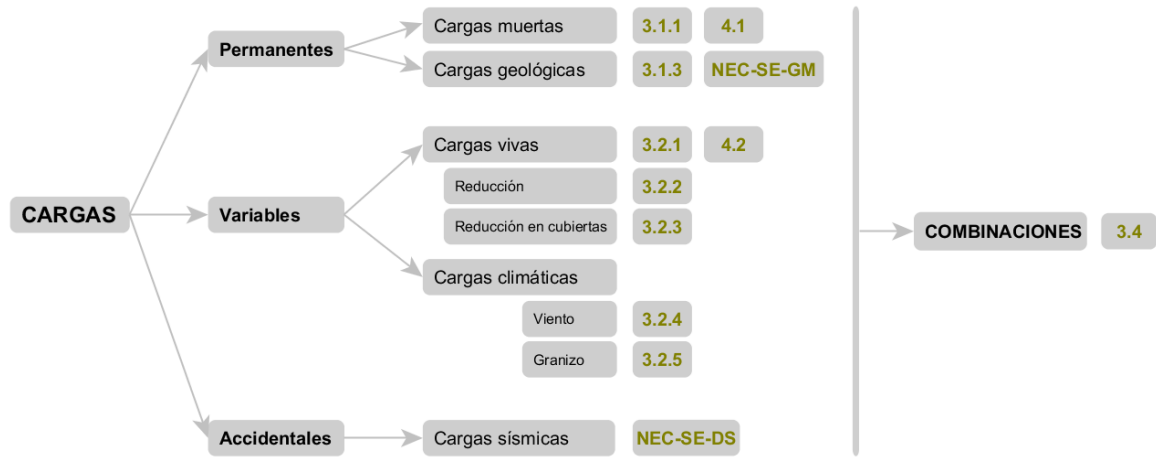 Cargas muertas 3.1.1 4.1
Permanentes
Cargas geológicas 3.1.3 NEC-SE-GM
Cargas vivas 3.2.1 4.2
Reducción 3.2.2
CARGAS
Variables
Reducción en cubiertas 3.2.3
COMBINACIONES 3.4
Cargas climáticas
Viento 3.2.4
Granizo 3.2.5
Accidentales
Cargas sísmicas NEC-SE-DS